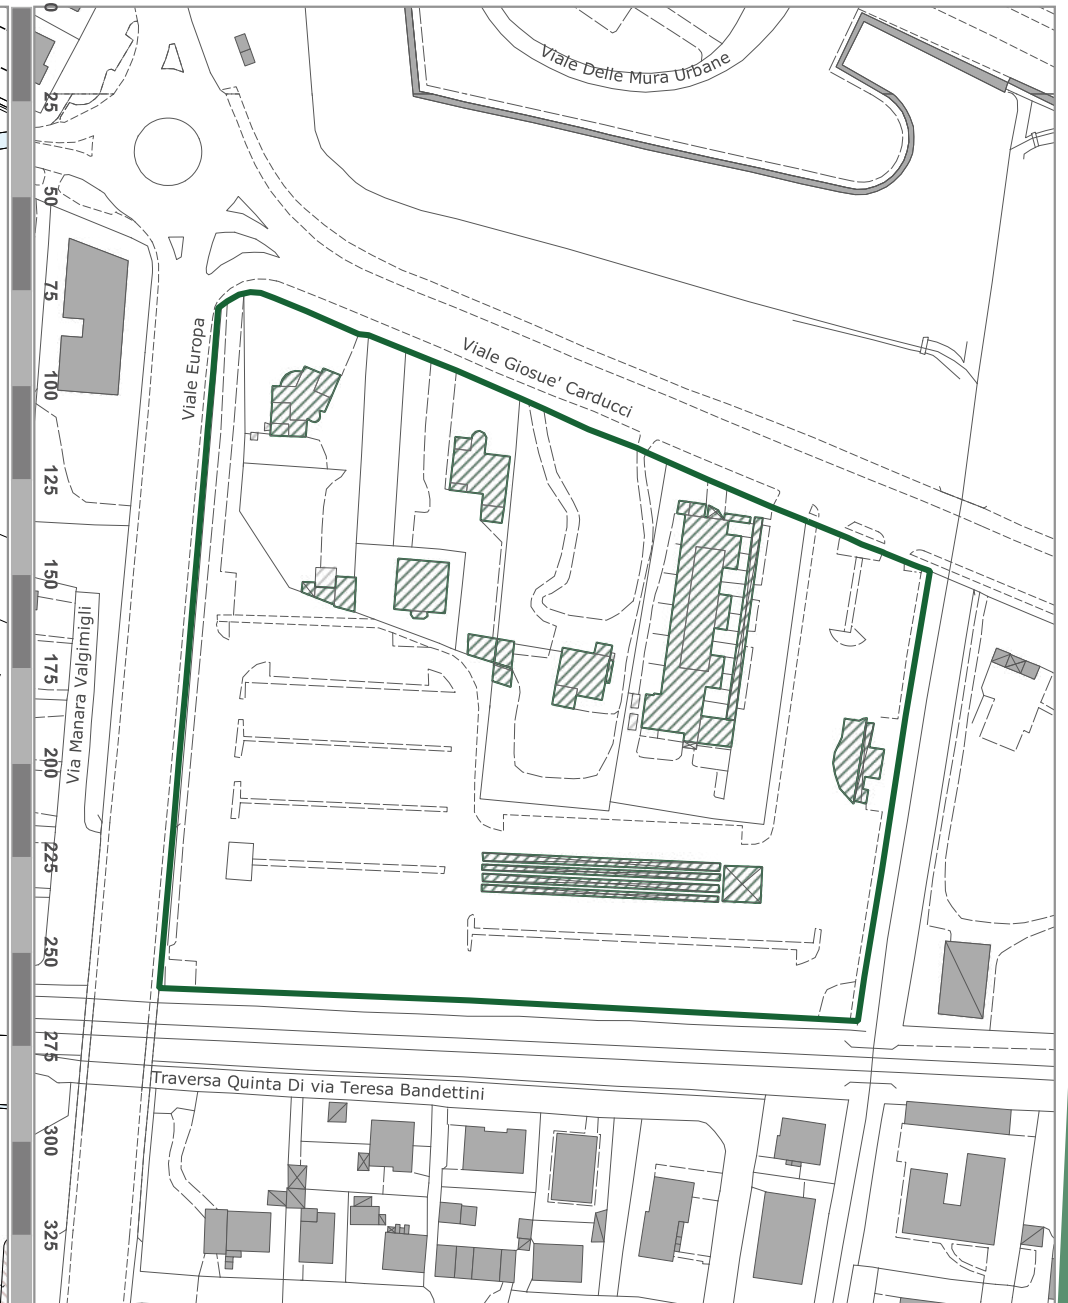 0
25
50
75
100
125
150
175
200
225
250
275
300
325
Viale Delle Mura Urbane
Viale Europa
Viale Giosue' Carducci
Via Manara Valgimigli
Traversa Quinta Di via Teresa Bandettini